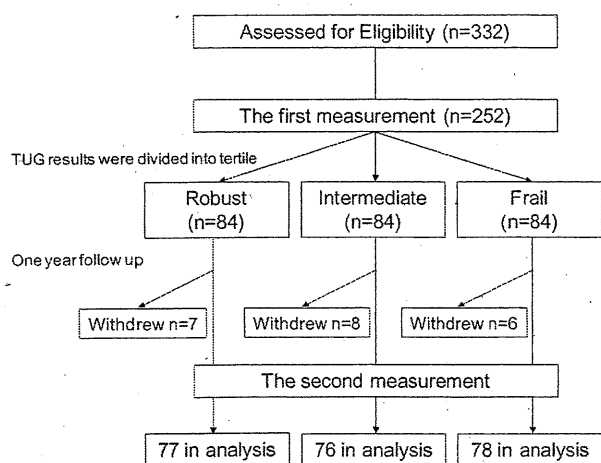 Assessed for Eligibility (n=332)
The first measurement (n=252)
TUG results were divided into tertile
Robust
(n=84)
Intermediate
(n=84)
Frail
(n=84)
One year follow up
Withdrew n=7
Withdrew n=8
Withdrew n=6
The second measurement
77 in analysis
76 in analysis
78 in analysis